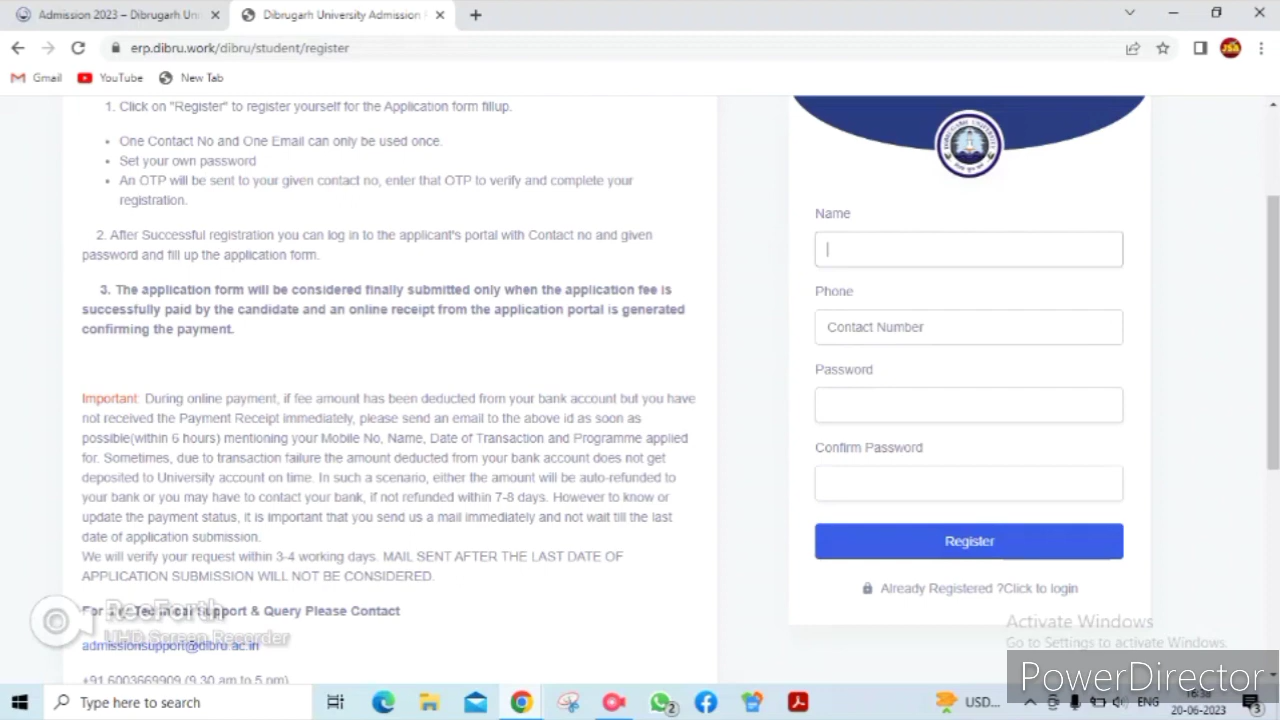 Admission 2023 – Dibrugarh Un
Dibrugarh University Admission
erp.dibru.work/dibru/student/register
Gmail
YouTube
New Tab
1. Click on "Register" to register yourself for the Application form fillup.
One Contact No and One Email can only be used once.
Set your own password
An OTP will be sent to your given contact no, enter that OTP to verify and complete your
registration.
2. After Successful registration you can log in to the applicant's portal with Contact no and given
password and fill up the application form.
3. The application form will be considered finally submitted only when the application fee is
successfully paid by the candidate and an online receipt from the application portal is generated
confirming the payment.
Important: During online payment, if fee amount has been deducted from your bank account but you have
not received the Payment Receipt immediately, please send an email to the above id as soon as
possible(within 6 hours) mentioning your Mobile No, Name, Date of Transaction and Programme applied
for. Sometimes, due to transaction failure the amount deducted from your bank account does not get
deposited to University account on time. In such a scenario, either the amount will be auto-refunded to
your bank or you may have to contact your bank, if not refunded within 7-8 days. However to know or
update the payment status, it is important that you send us a mail immediately and not wait till the last
date of application submission.
We will verify your request within 3-4 working days. MAIL SENT AFTER THE LAST DATE OF
APPLICATION SUBMISSION WILL NOT BE CONSIDERED.
Support & Query Please Contact
admissionsupport@dibru.ac.in
+91 6003669909 (9.30 am to 5 pm)
Name
Phone
Contact Number
Password
Confirm Password
Register
Already Registered ?Click to login
RecForth
UHD Screen Recorder
Activate Windows
Go to Settings to activate Windows.
PowerDirector
Type here to search
2
USD...
ENG
20-06-2023
3